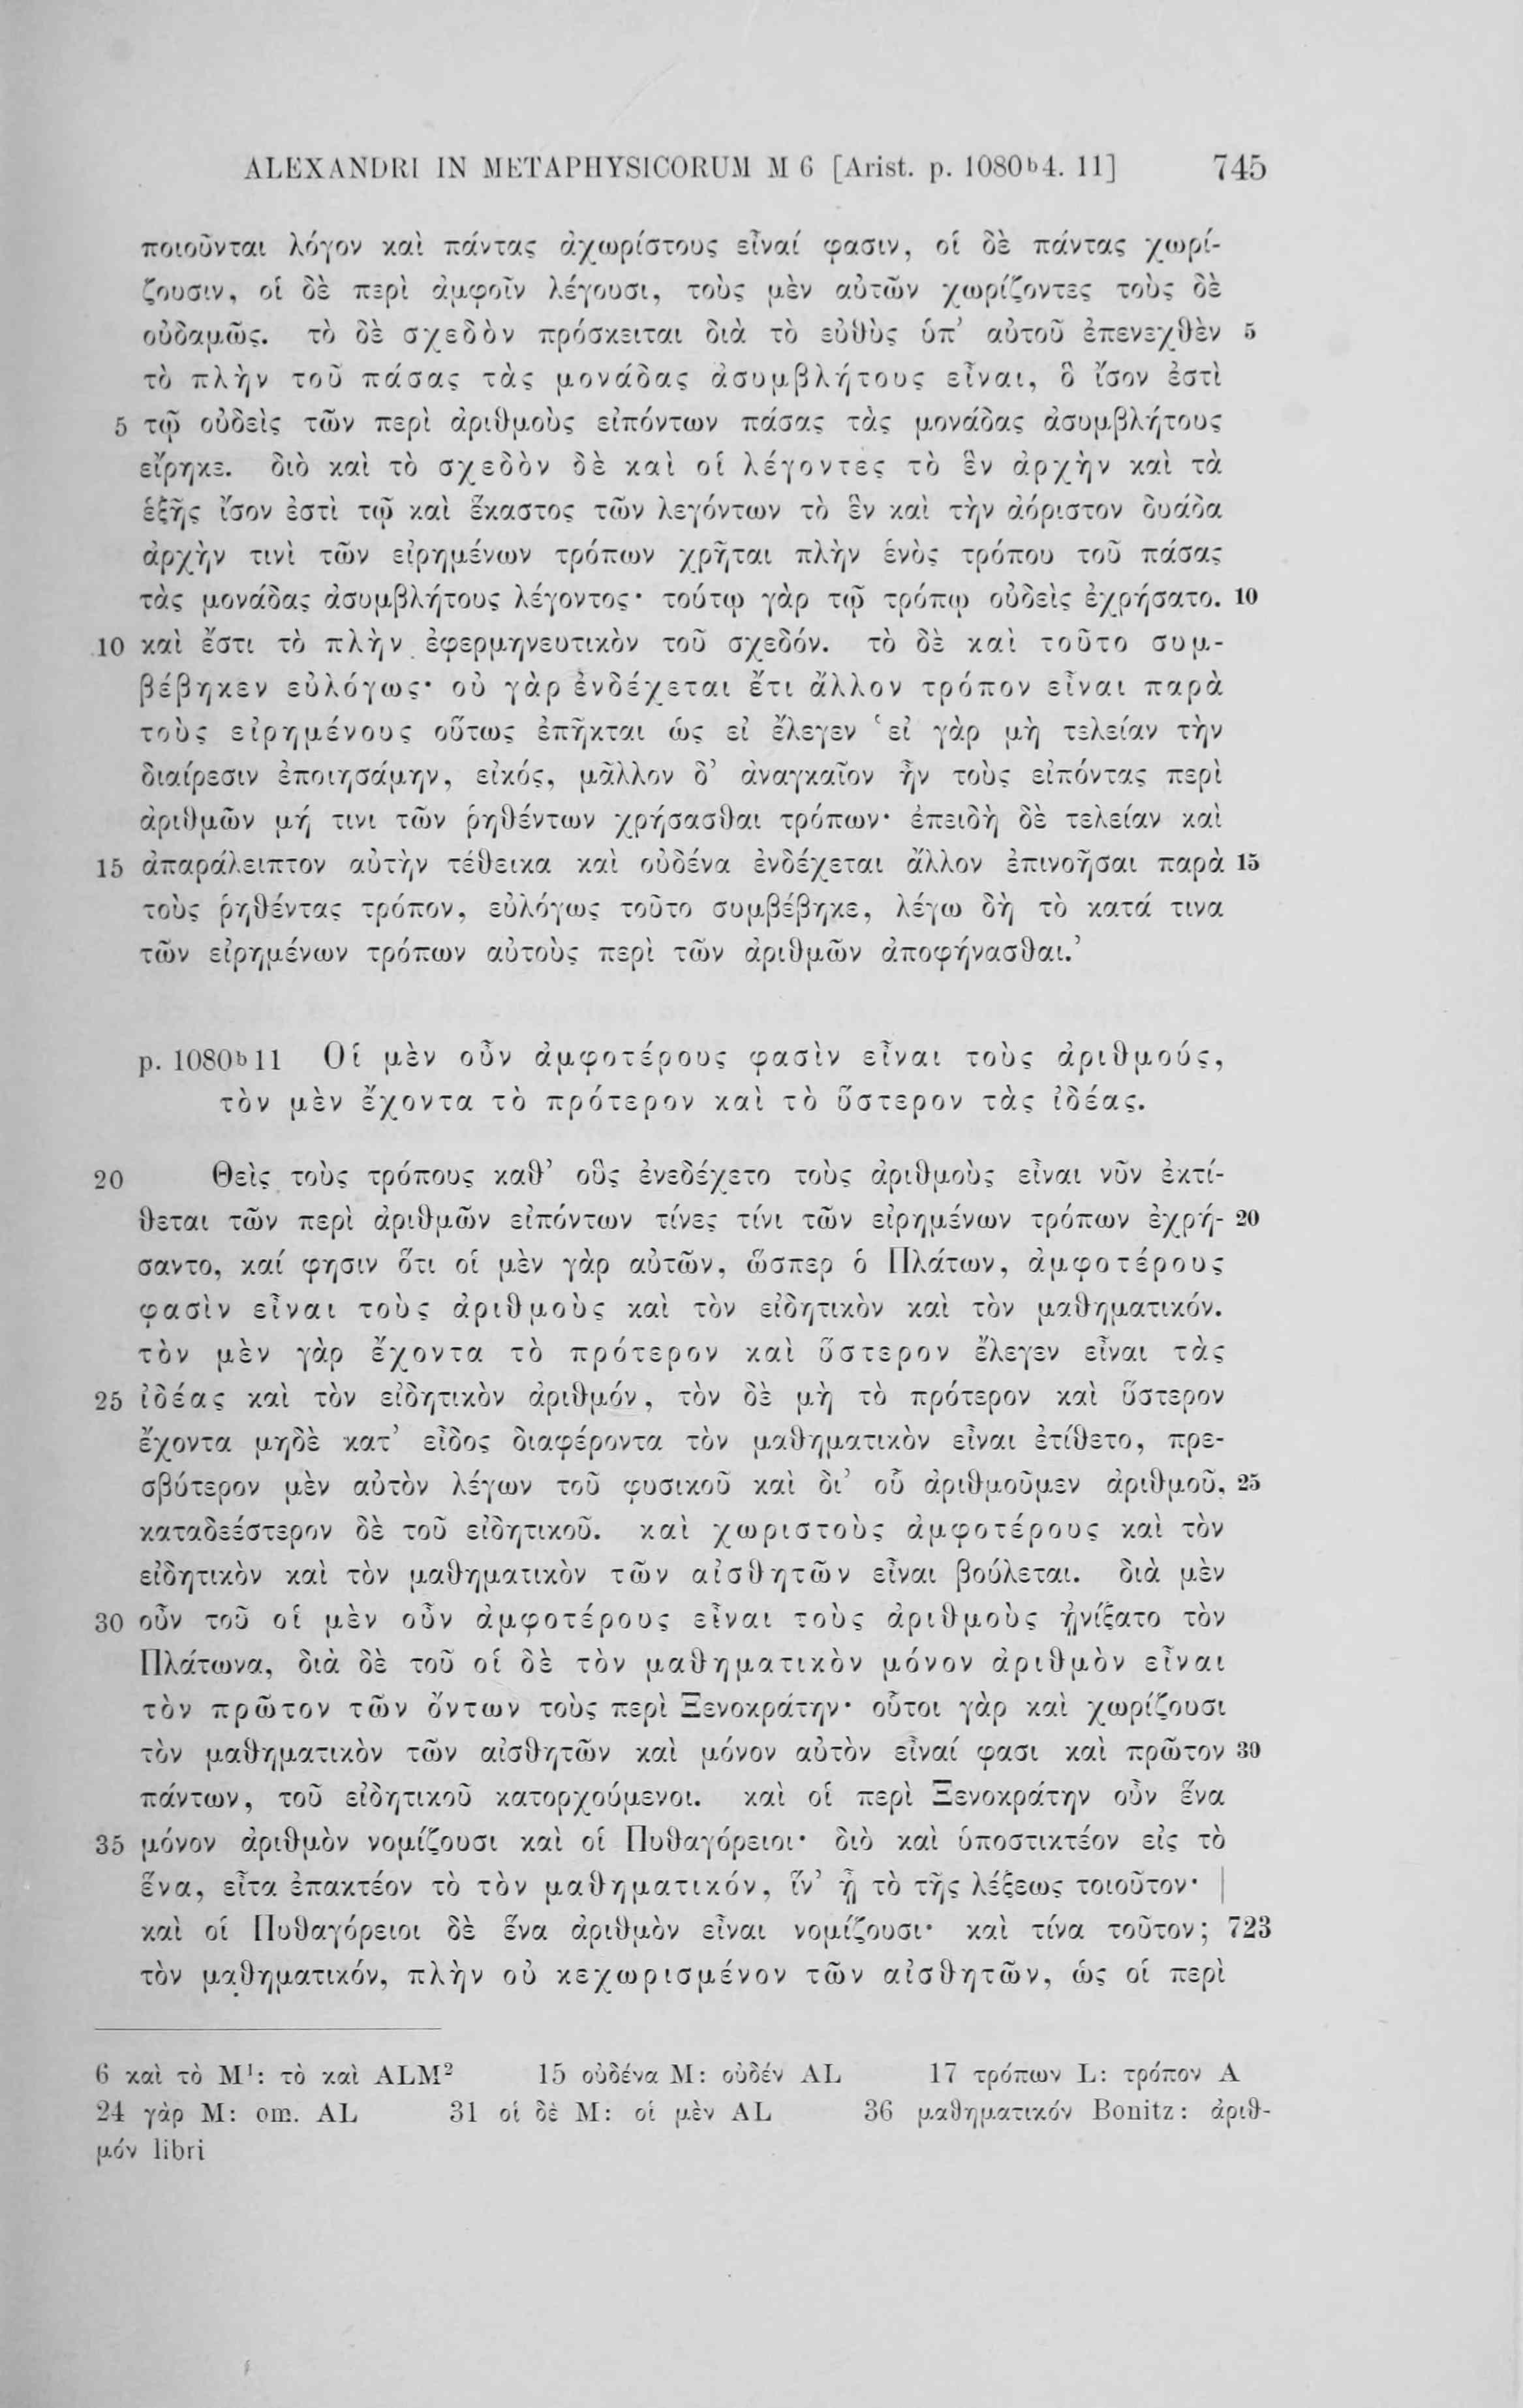 ALEXANDRI IN METAPHYSICORUM M 6 [Arist. p. 1080ᵇ4. 11] 745
ποιοῦνται λόγον καὶ πάντας ἀχωρίστους εἶναί φασιν, οἱ δὲ πάντας χωρί-
ζουσιν, οἱ δὲ περὶ ἀμφοῖν λέγουσι, τοὺς μὲν αὐτῶν χωρίζοντες τοὺς δὲ
οὐδαμῶς. τὸ δὲ σχεδὸν πρόσκειται διὰ τὸ εὐθὺς ὑπ’ αὐτοῦ ἐπενεχθὲν 5
τὸ πλὴν τοῦ πάσας τὰς μονάδας ἀσυμβλήτους εἶναι, ὃ ἴσον ἐστὶ
5 τῷ οὐδεὶς τῶν περὶ ἀριθμοὺς εἰπόντων πάσας τὰς μονάδας ἀσυμβλήτους
εἴρηκε. διὸ καὶ τὸ σχεδὸν δὲ καὶ οἱ λέγοντες τὸ ἓν ἀρχὴν καὶ τὰ
ἑξῆς ἴσον ἐστὶ τῷ καὶ ἕκαστος τῶν λεγόντων τὸ ἓν καὶ τὴν ἀόριστον δυάδα
ἀρχὴν τινὶ τῶν εἰρημένων τρόπων χρῆται πλὴν ἑνὸς τρόπου τοῦ πάσας
τὰς μονάδας ἀσυμβλήτους λέγοντος· τούτῳ γὰρ τῷ τρόπῳ οὐδεὶς ἐχρήσατο. 10
10 καὶ ἔστι τὸ πλὴν ἐφερμηνευτικὸν τοῦ σχεδόν. τὸ δὲ καὶ τοῦτο συμ-
βέβηκεν εὐλόγως· οὐ γὰρ ἐνδέχεται ἔτι ἄλλον τρόπον εἶναι παρὰ
τοὺς εἰρημένους οὕτως ἐπῆκται ὡς εἰ ἔλεγεν ‘εἰ γὰρ μὴ τελείαν τὴν
διαίρεσιν ἐποιησάμην, εἰκός, μᾶλλον δ’ ἀναγκαῖον ἦν τοὺς εἰπόντας περὶ
ἀριθμῶν μή τινι τῶν ῥηθέντων χρήσασθαι τρόπων· ἐπειδὴ δὲ τελείαν καὶ
15 ἀπαράλειπτον αὐτὴν τέθεικα καὶ οὐδένα ἐνδέχεται ἄλλον ἐπινοῆσαι παρὰ 15
τοὺς ῥηθέντας τρόπον, εὐλόγως τοῦτο συμβέβηκε, λέγω δὴ τὸ κατά τινα
τῶν εἰρημένων τρόπων αὐτοὺς περὶ τῶν ἀριθμῶν ἀποφήνασθαι.’
p. 1080ᵇ11 Οἱ μὲν οὖν ἀμφοτέρους φασὶν εἶναι τοὺς ἀριθμούς,
τὸν μὲν ἔχοντα τὸ πρότερον καὶ τὸ ὕστερον τὰς ἰδέας.
20 Θεὶς τοὺς τρόπους καθ’ οὓς ἐνεδέχετο τοὺς ἀριθμοὺς εἶναι νῦν ἐκτί-
θεται τῶν περὶ ἀριθμῶν εἰπόντων τίνες τίνι τῶν εἰρημένων τρόπων ἐχρή- 20
σαντο, καί φησιν ὅτι οἱ μὲν γὰρ αὐτῶν, ὥσπερ ὁ Πλάτων, ἀμφοτέρους
φασὶν εἶναι τοὺς ἀριθμοὺς καὶ τὸν εἰδητικὸν καὶ τὸν μαθηματικόν.
τὸν μὲν γὰρ ἔχοντα τὸ πρότερον καὶ ὕστερον ἔλεγεν εἶναι τὰς
25 ἰδέας καὶ τὸν εἰδητικὸν ἀριθμόν, τὸν δὲ μὴ τὸ πρότερον καὶ ὕστερον
ἔχοντα μηδὲ κατ’ εἶδος διαφέροντα τὸν μαθηματικὸν εἶναι ἐτίθετο, πρε-
σβύτερον μὲν αὐτὸν λέγων τοῦ φυσικοῦ καὶ δι’ οὗ ἀριθμοῦμεν ἀριθμοῦ, 25
καταδεέστερον δὲ τοῦ εἰδητικοῦ. καὶ χωριστοὺς ἀμφοτέρους καὶ τὸν
εἰδητικὸν καὶ τὸν μαθηματικὸν τῶν αἰσθητῶν εἶναι βούλεται. διὰ μὲν
30 οὖν τοῦ οἱ μὲν οὖν ἀμφοτέρους εἶναι τοὺς ἀριθμοὺς ᾐνίξατο τὸν
Πλάτωνα, διὰ δὲ τοῦ οἱ δὲ τὸν μαθηματικὸν μόνον ἀριθμὸν εἶναι
τὸν πρῶτον τῶν ὄντων τοὺς περὶ Ξενοκράτην· οὗτοι γὰρ καὶ χωρίζουσι
τὸν μαθηματικὸν τῶν αἰσθητῶν καὶ μόνον αὐτὸν εἶναί φασι καὶ πρῶτον 30
πάντων, τοῦ εἰδητικοῦ κατορχούμενοι. καὶ οἱ περὶ Ξενοκράτην οὖν ἕνα
35 μόνον ἀριθμὸν νομίζουσι καὶ οἱ Πυθαγόρειοι· διὸ καὶ ὑποστικτέον εἰς τὸ
ἕνα, εἶτα ἐπακτέον τὸ τὸν μαθηματικόν, ἵν’ ᾖ τὸ τῆς λέξεως τοιοῦτον· |
καὶ οἱ Πυθαγόρειοι δὲ ἕνα ἀριθμὸν εἶναι νομίζουσι· καὶ τίνα τοῦτον; 723
τὸν μαθηματικόν, πλὴν οὐ κεχωρισμένον τῶν αἰσθητῶν, ὡς οἱ περὶ
6 καὶ τὸ M¹: τὸ καὶ ALM² 15 οὐδένα M: οὐδέν AL 17 τρόπων L: τρόπον A
24 γὰρ M: om. AL 31 οἱ δὲ M: οἱ μὲν AL 36 μαθηματικόν Bonitz: ἀριθ-
μόν libri